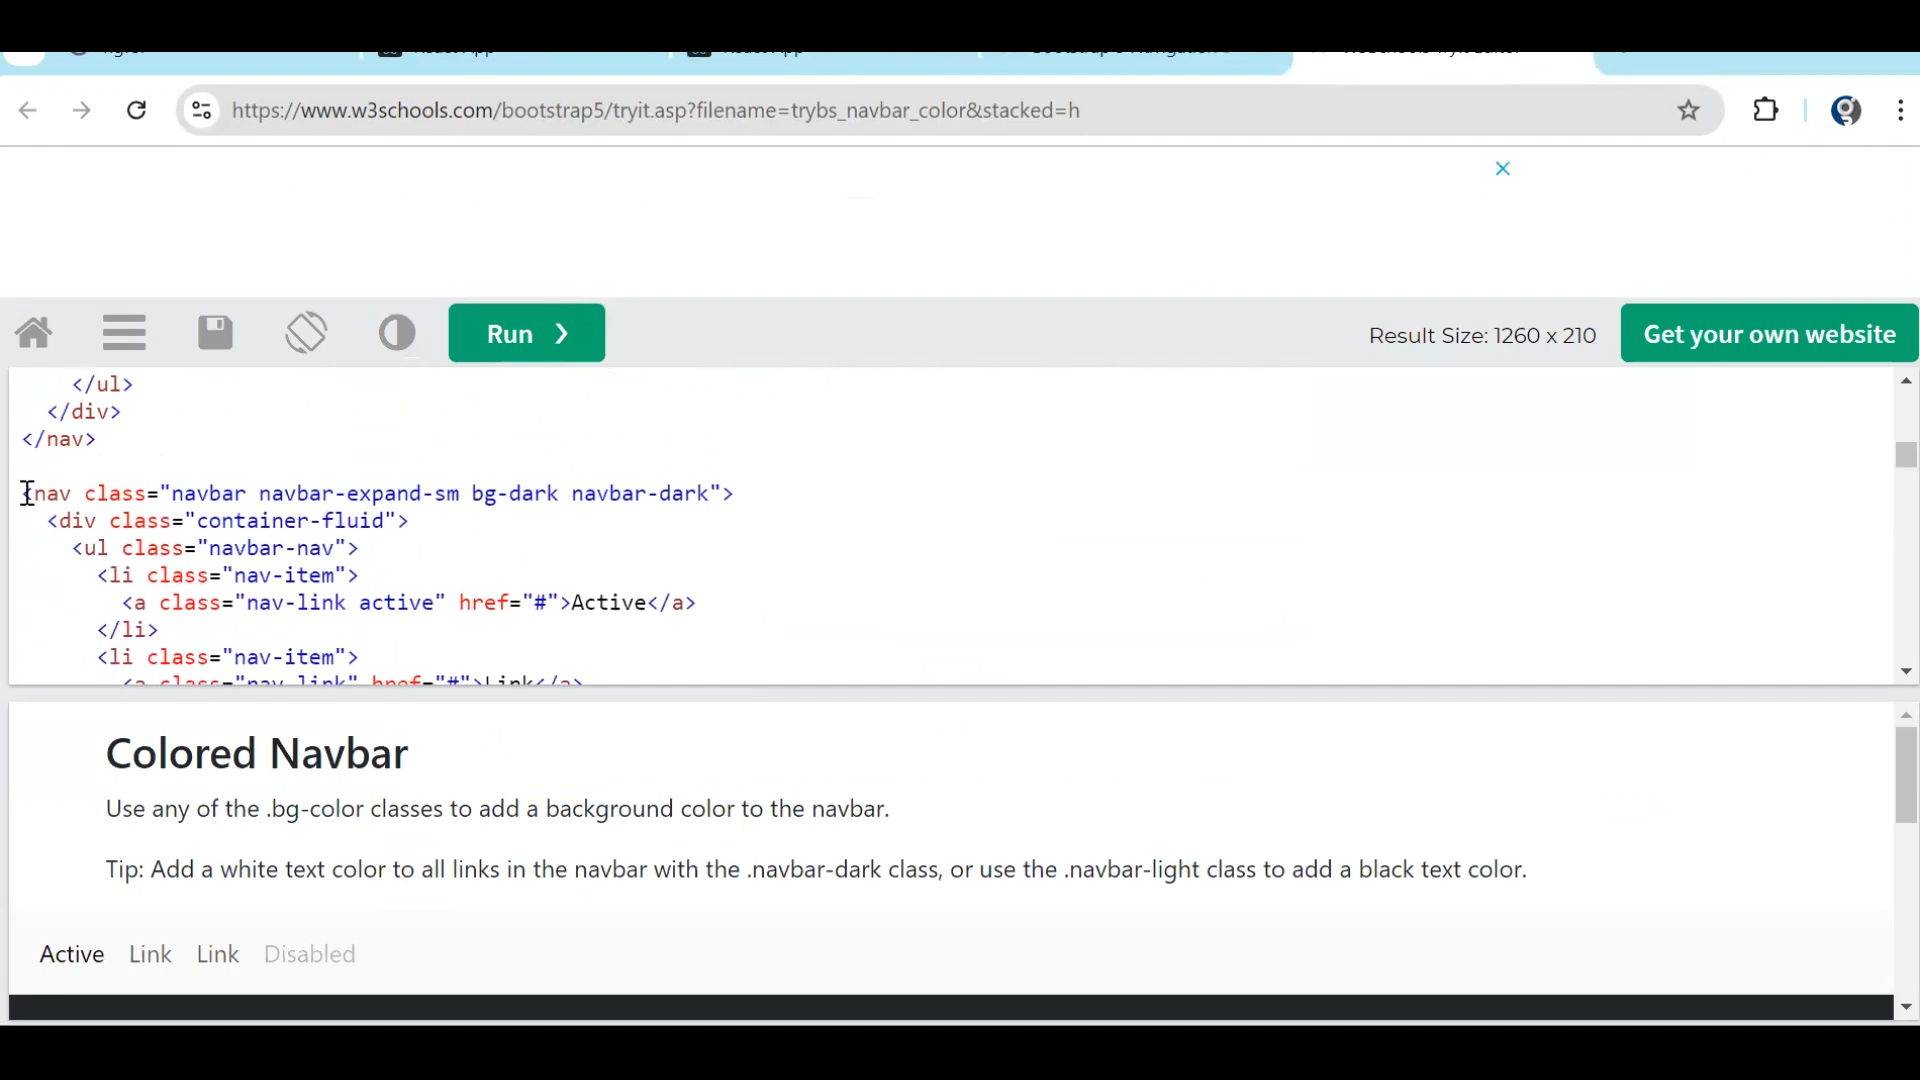 https://www.w3schools.com/bootstrap5/tryit.asp?filename=trybs_navbar_color&stacked=h
Run ❯
Result Size: 1260 x 210
Get your own website
</ul>
</div>
</nav>
<nav class="navbar navbar-expand-sm bg-dark navbar-dark">
<div class="container-fluid">
<ul class="navbar-nav">
<li class="nav-item">
<a class="nav-link active" href="#">Active</a>
</li>
<li class="nav-item">
<a class="nav-link" href="#">Link</a>
Colored Navbar
Use any of the .bg-color classes to add a background color to the navbar.
Tip: Add a white text color to all links in the navbar with the .navbar-dark class, or use the .navbar-light class to add a black text color.
Active Link Link Disabled